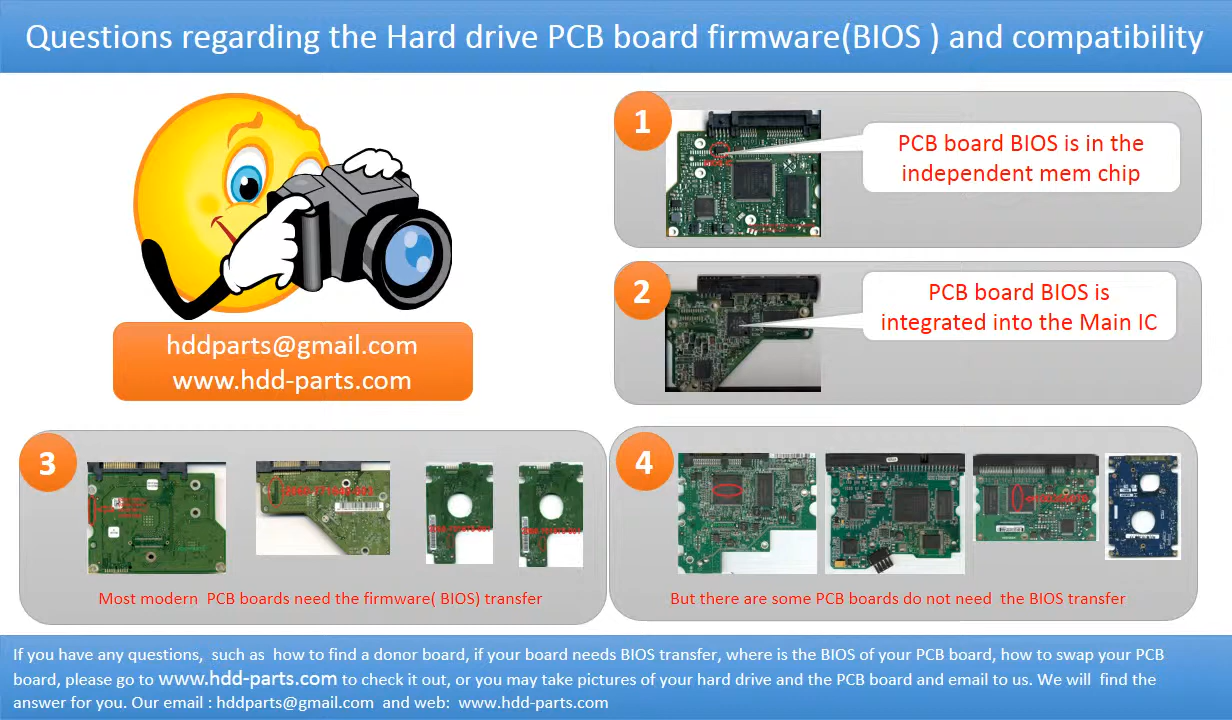 Questions regarding the Hard drive PCB board firmware(BIOS ) and compatibility
hddparts@gmail.com
www.hdd-parts.com
1
PCB board BIOS is in the
independent mem chip
2
PCB board BIOS is
integrated into the Main IC
3
Most modern PCB boards need the firmware( BIOS) transfer
4
But there are some PCB boards do not need the BIOS transfer
If you have any questions, such as how to find a donor board, if your board needs BIOS transfer, where is the BIOS of your PCB board, how to swap your PCB
board, please go to www.hdd-parts.com to check it out, or you may take pictures of your hard drive and the PCB board and email to us. We will find the
answer for you. Our email : hddparts@gmail.com and web: www.hdd-parts.com